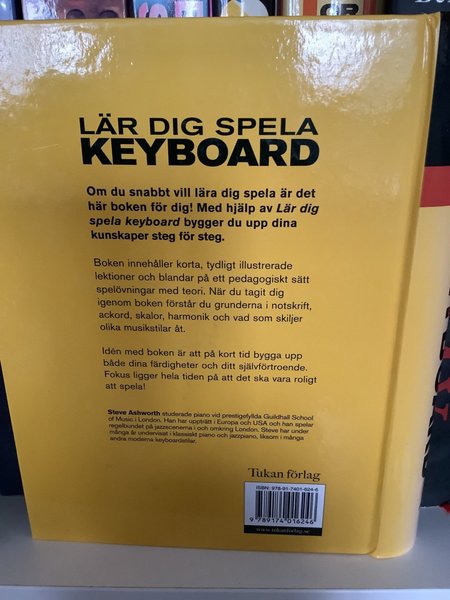 LÄR DIG SPELA
KEYBOARD
Om du snabbt vill lära dig spela är det
här boken för dig! Med hjälp av Lär dig
spela keyboard bygger du upp dina
kunskaper steg för steg.
Boken innehåller korta, tydligt illustrerade
lektioner och blandar på ett pedagogiskt sätt
spelövningar med teori. När du tagit dig
igenom boken förstår du grunderna i notskrift,
ackord, skalor, harmonik och vad som skiljer
olika musikstilar åt.
Idén med boken är att på kort tid bygga upp
både dina färdigheter och ditt självförtroende.
Fokus ligger hela tiden på att det ska vara roligt
att spela!
Steve Ashworth studerade piano vid prestigefyllda Guildhall School
of Music i London. Han har uppträtt i Europa och USA och han spelar
regelbundet på jazzscenerna i och omkring London. Steve har under
många år undervisat i klassiskt piano och jazzpiano, liksom i många
andra moderna keyboardstilar.
Tukan förlag
ISBN: 978-91-7401-624-6
9 789174 016246
www.tukanforlag.se